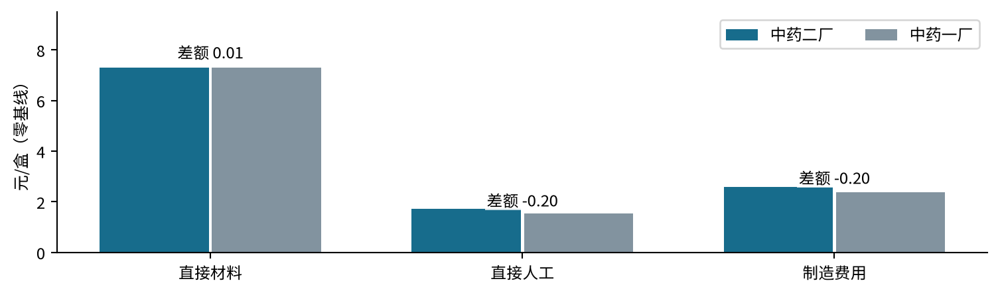 中药二厂
中药一厂
元/盒（零基线）
8
6
4
2
0
差额 0.01
差额 -0.20
差额 -0.20
直接材料
直接人工
制造费用